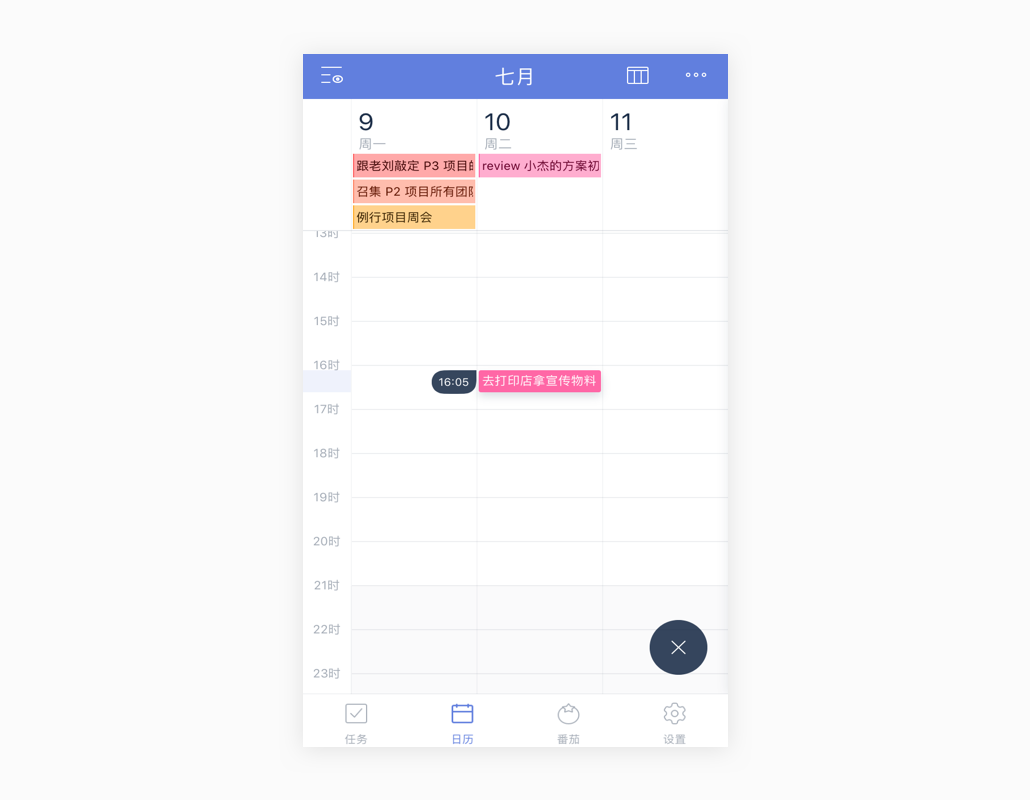 七月
9
周一
10
周二
11
周三
跟老刘敲定 P3 项目
review 小杰的方案初
召集 P2 项目所有团
例行项目周会
13时
14时
15时
16时
16:05
去打印店拿宣传物料
17时
18时
19时
20时
21时
22时
23时
任务
日历
番茄
设置